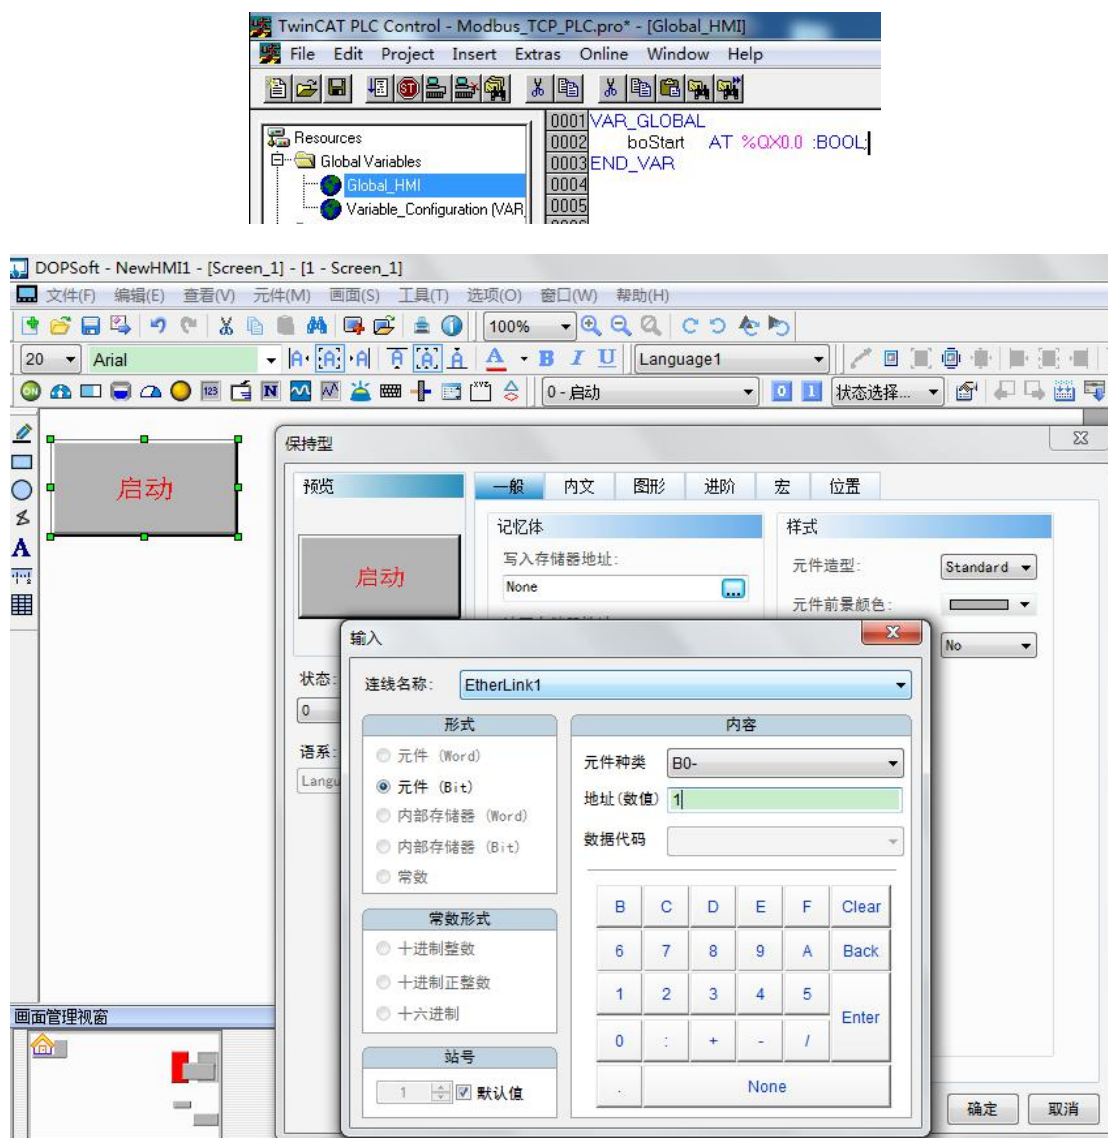 TwinCAT PLC Control - Modbus_TCP_PLC.pro* - [Global_HMI]
File Edit Project Insert Extras Online Window Help
Resources
Global Variables
Global_HMI
Variable_Configuration (VAR_
0001 VAR_GLOBAL
0002 boStart AT %QX0.0 :BOOL;
0003 END_VAR
0004
0005
DOPSoft - NewHMI1 - [Screen_1] - [1 - Screen_1]
文件(F) 编辑(E) 查看(V) 元件(M) 画面(S) 工具(T) 选项(O) 窗口(W) 帮助(H)
100%
20 Arial Language1
0 - 启动 状态选择...
启动
保持型
预览
启动
一般 内文 图形 进阶 宏 位置
记忆体
写入存储器地址:
None
样式
元件造型: Standard
元件前景颜色:
No
状态:
0
语系:
Langu
输入
连线名称: EtherLink1
形式
元件 (Word)
元件 (Bit)
内部存储器 (Word)
内部存储器 (Bit)
常数
常数形式
十进制整数
十进制正整数
十六进制
站号
1 默认值
内容
元件种类 B0-
地址(数值) 1
数据代码
B C D E F Clear
6 7 8 9 A Back
1 2 3 4 5 Enter
0 : + - /
. None
画面管理视窗
确定 取消